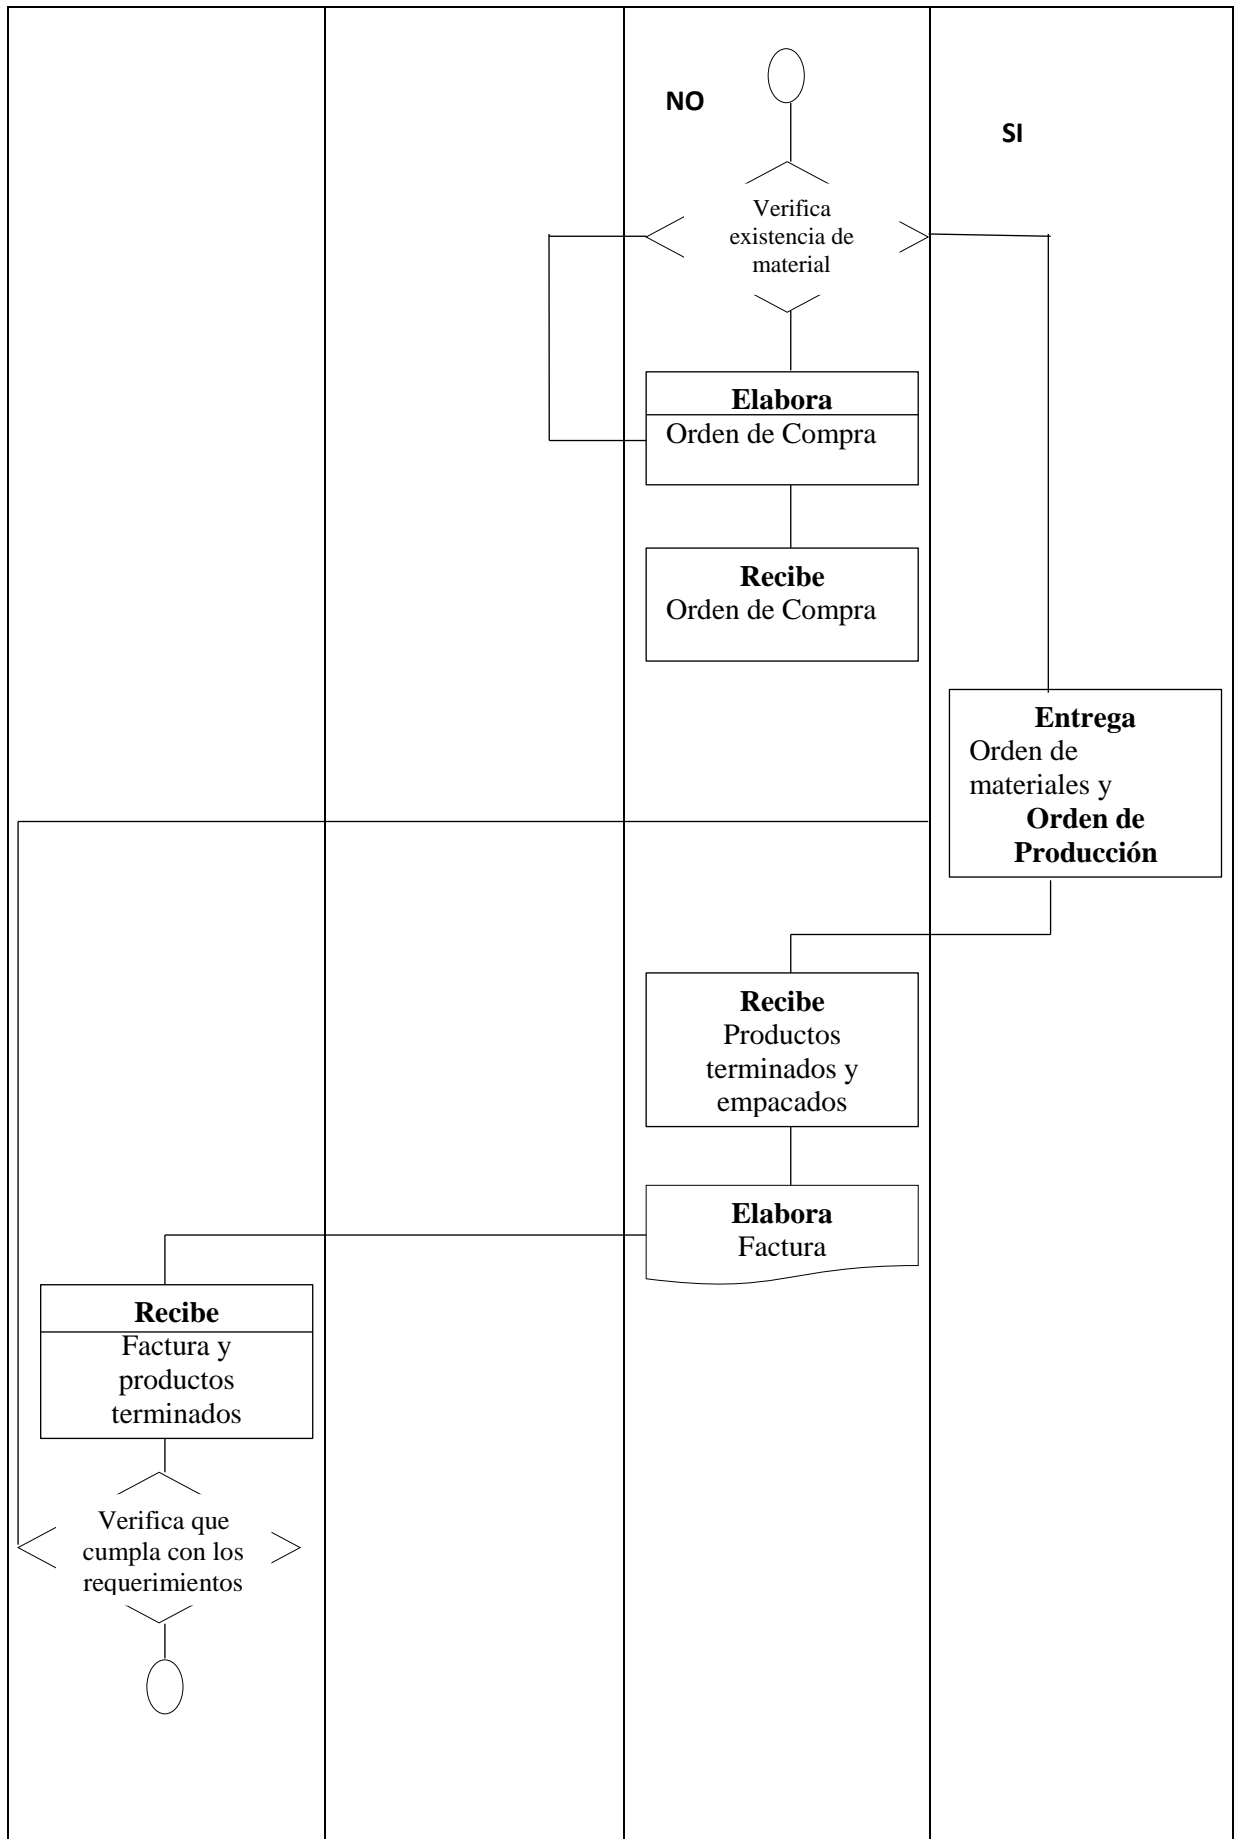 NO
SI
Verifica
existencia de
material
Elabora
Orden de Compra
Recibe
Orden de Compra
Entrega
Orden de
materiales y
Orden de
Producción
Recibe
Productos
terminados y
empacados
Elabora
Factura
Recibe
Factura y
productos
terminados
Verifica que
cumpla con los
requerimientos